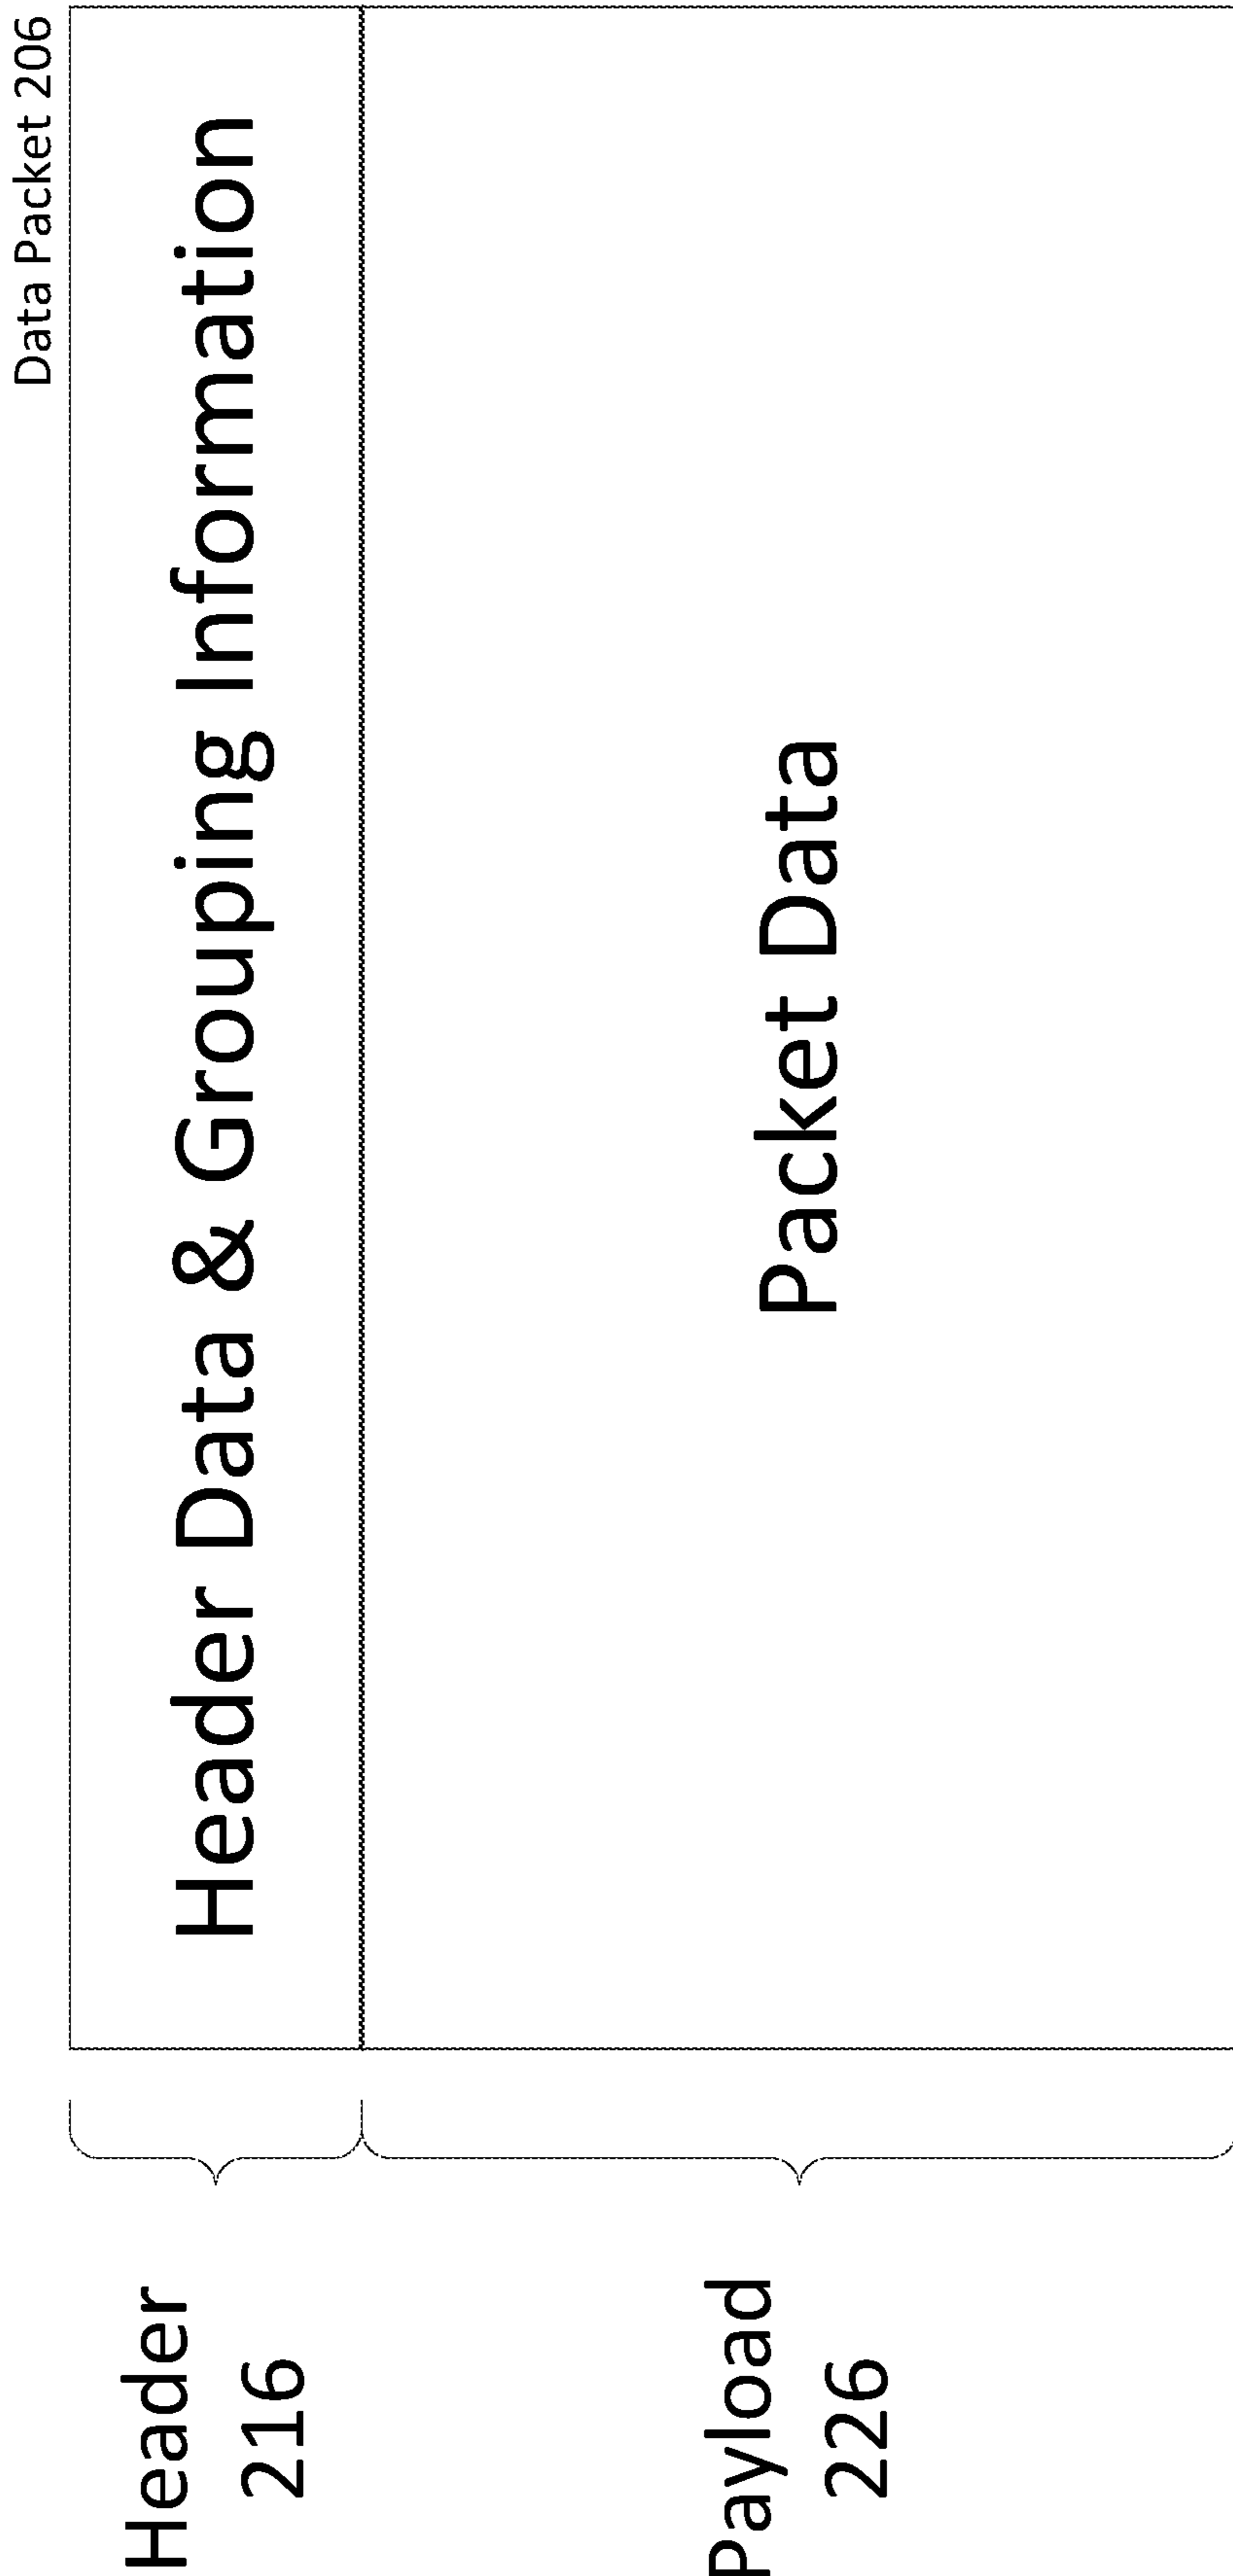 Data Packet 206
Header
216
Header Data & Grouping Information
Payload
226
Packet Data